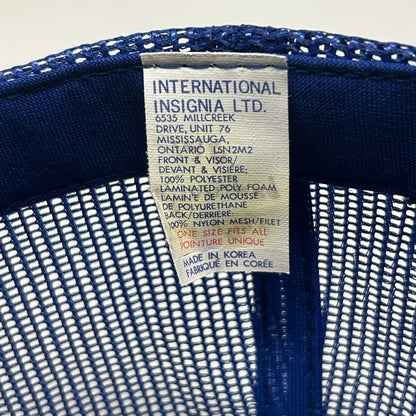 INTERNATIONAL
INSIGNIA LTD.
6535 MILLCREEK
DRIVE, UNIT 76
MISSISSAUGA,
ONTARIO L5N2M2
FRONT & VISOR/
DEVANT & VISIÈRE;
100% POLYESTER
LAMINATED POLY FOAM
LAMIN'E DE MOUSSE
DE POLYURETHANE
BACK/DERRIERE:
100% NYLON MESH/FILET
ONE SIZE FITS ALL
POINTURE UNIQUE
MADE IN KOREA
FABRIQUÉ EN CORÉE